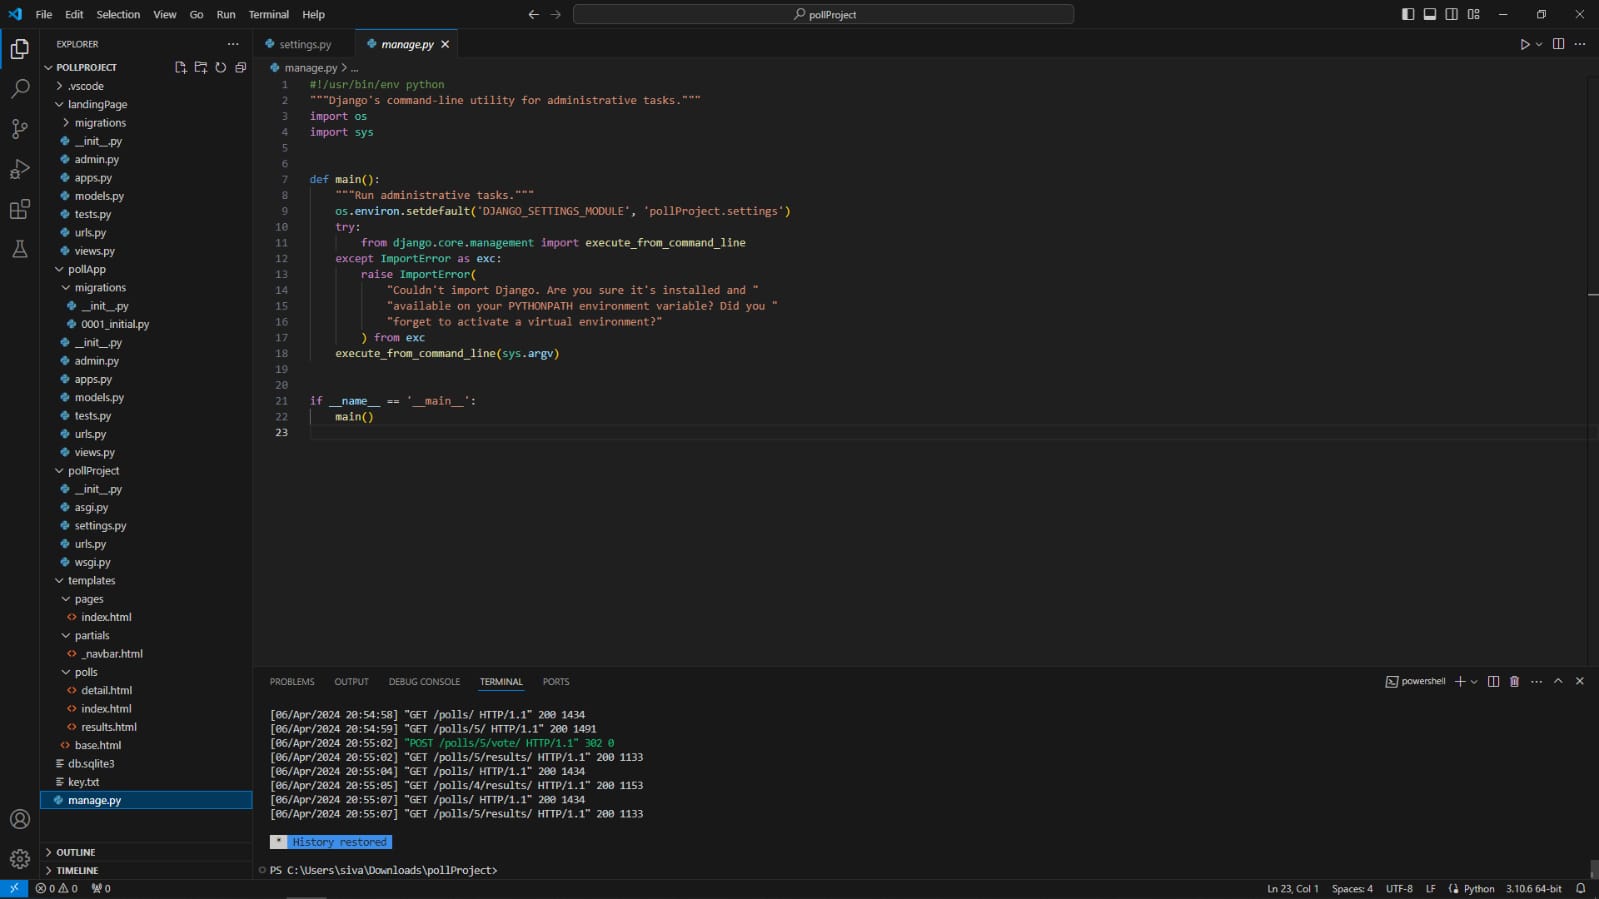 File Edit Selection View Go Run Terminal Help
pollProject
EXPLORER
POLLPROJECT
.vscode
landingPage
migrations
__init__.py
admin.py
apps.py
models.py
tests.py
urls.py
views.py
pollApp
migrations
__init__.py
0001_initial.py
__init__.py
admin.py
apps.py
models.py
tests.py
urls.py
views.py
pollProject
__init__.py
asgi.py
settings.py
urls.py
wsgi.py
templates
pages
index.html
partials
_navbar.html
polls
detail.html
index.html
results.html
base.html
db.sqlite3
key.txt
manage.py
OUTLINE
TIMELINE
settings.py manage.py
manage.py > ...
1 #!/usr/bin/env python
2 """Django's command-line utility for administrative tasks."""
3 import os
4 import sys
5
6
7 def main():
8 """Run administrative tasks."""
9 os.environ.setdefault('DJANGO_SETTINGS_MODULE', 'pollProject.settings')
10 try:
11 from django.core.management import execute_from_command_line
12 except ImportError as exc:
13 raise ImportError(
14 "Couldn't import Django. Are you sure it's installed and "
15 "available on your PYTHONPATH environment variable? Did you "
16 "forget to activate a virtual environment?"
17 ) from exc
18 execute_from_command_line(sys.argv)
19
20
21 if __name__ == '__main__':
22 main()
23
PROBLEMS OUTPUT DEBUG CONSOLE TERMINAL PORTS
powershell
[06/Apr/2024 20:54:58] "GET /polls/ HTTP/1.1" 200 1434
[06/Apr/2024 20:54:59] "GET /polls/5/ HTTP/1.1" 200 1491
[06/Apr/2024 20:55:02] "POST /polls/5/vote/ HTTP/1.1" 302 0
[06/Apr/2024 20:55:02] "GET /polls/5/results/ HTTP/1.1" 200 1133
[06/Apr/2024 20:55:04] "GET /polls/ HTTP/1.1" 200 1434
[06/Apr/2024 20:55:05] "GET /polls/4/results/ HTTP/1.1" 200 1153
[06/Apr/2024 20:55:07] "GET /polls/ HTTP/1.1" 200 1434
[06/Apr/2024 20:55:07] "GET /polls/5/results/ HTTP/1.1" 200 1133
* History restored
PS C:\Users\siva\Downloads\pollProject>
0 0 0
Ln 23, Col 1 Spaces: 4 UTF-8 LF Python 3.10.6 64-bit